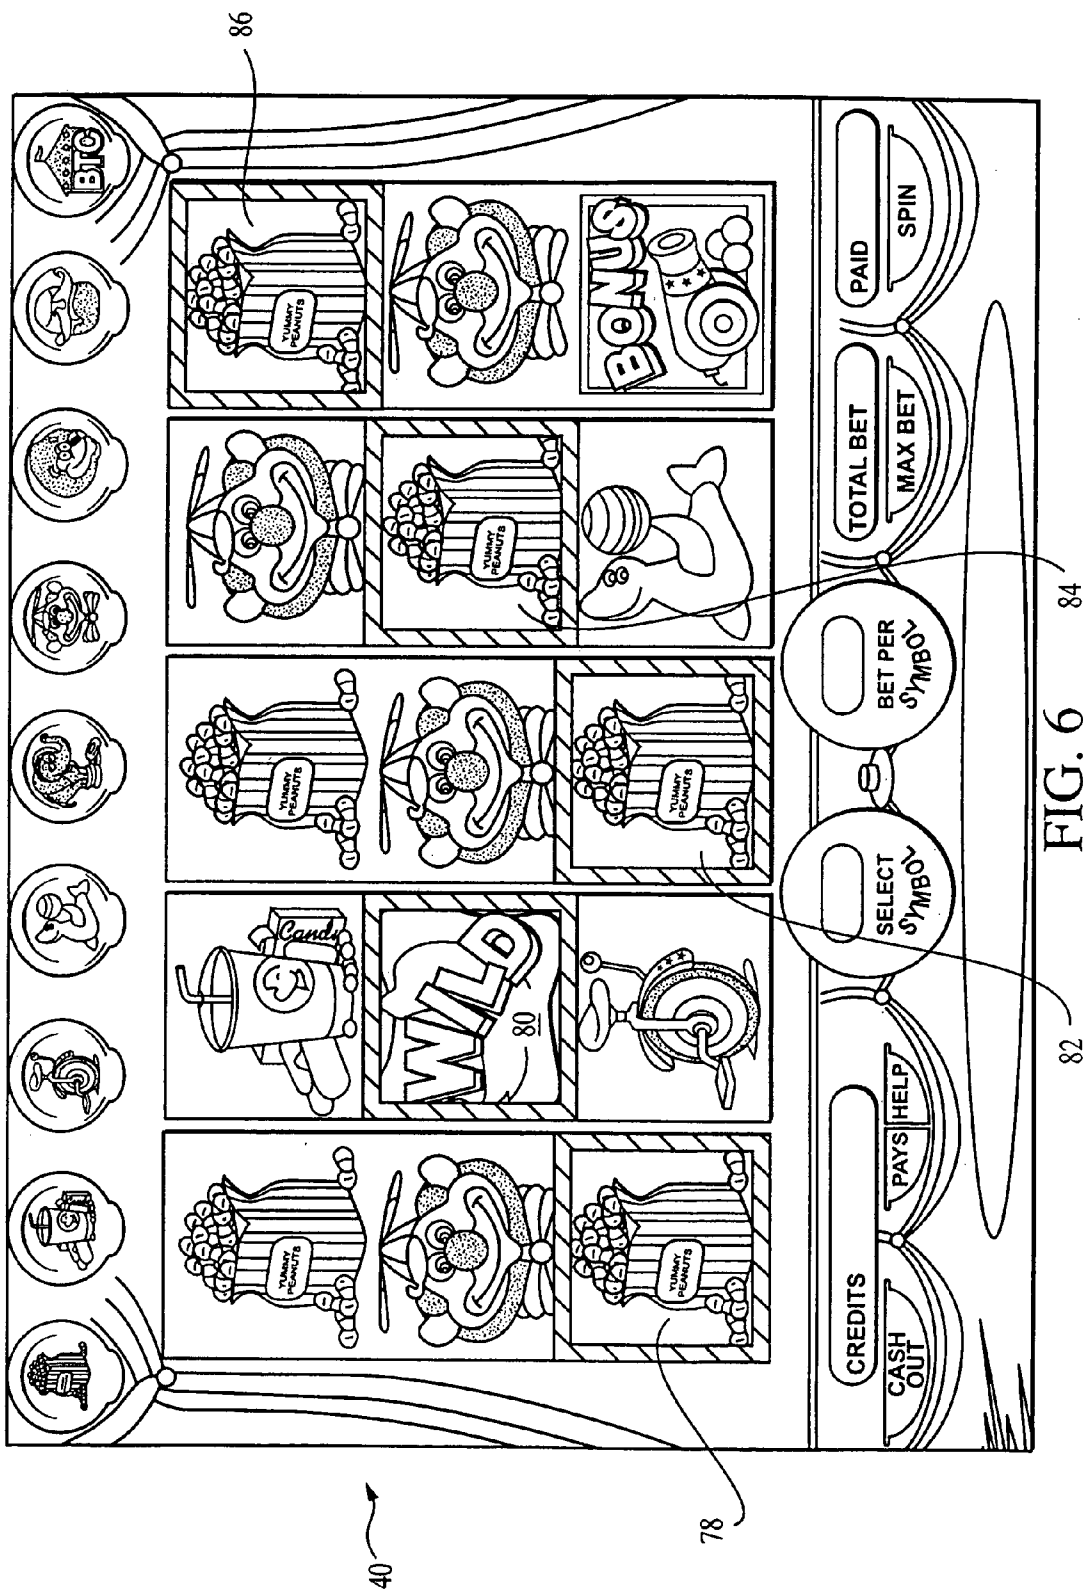 40
86
BTC
YUMMY
PEANUTS
Candy
YUMMY
PEANUTS
YUMMY
PEANUTS
WILD
80
YUMMY
PEANUTS
YUMMY
PEANUTS
YUMMY
PEANUTS
BONUS
78
CREDITS
CASH
OUT
PAYS
HELP
SELECT
SYMBOL
BET PER
SYMBOL
TOTAL BET
MAX BET
PAID
SPIN
82
84
FIG. 6